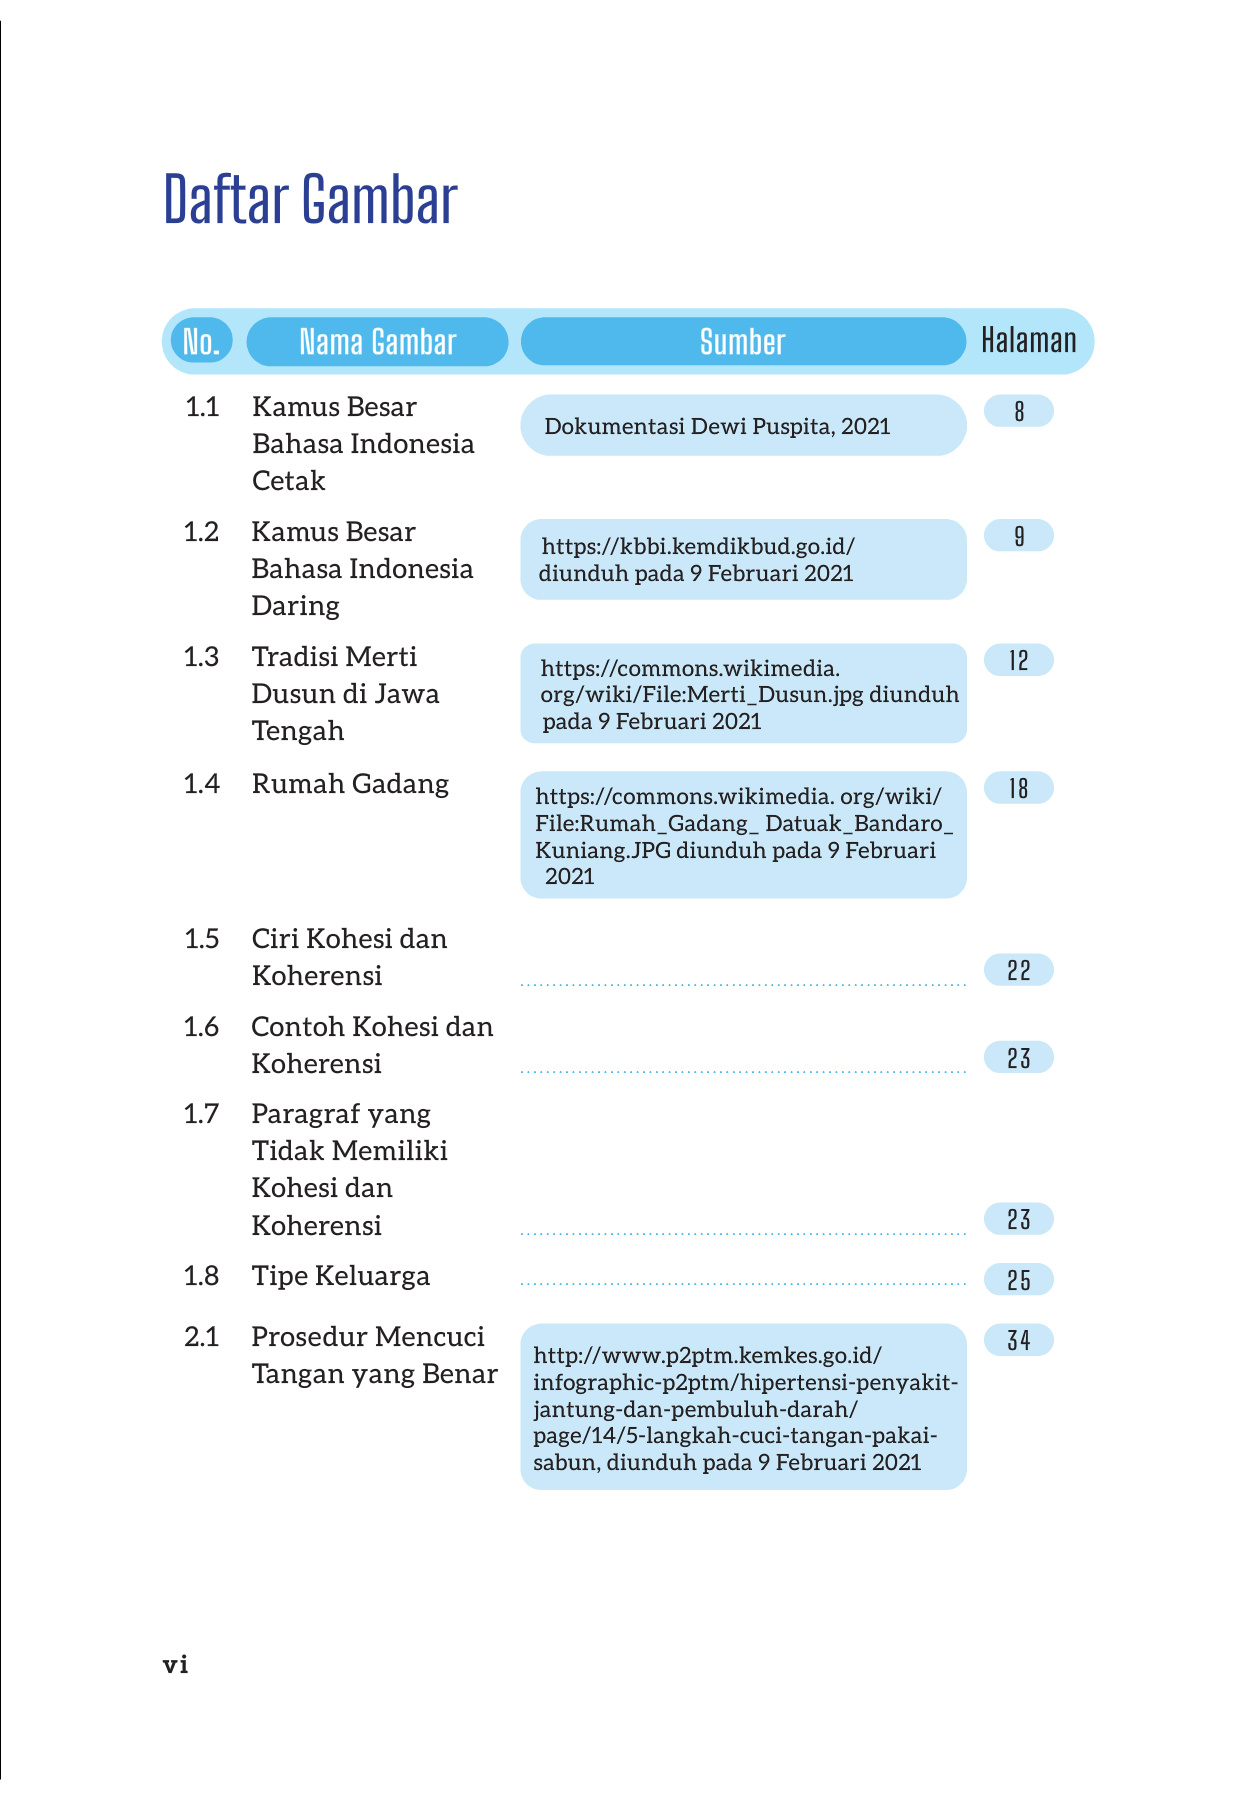 Daftar Gambar
No. Nama Gambar Sumber Halaman
1.1 Kamus Besar
Bahasa Indonesia
Cetak
Dokumentasi Dewi Puspita, 2021
8
1.2 Kamus Besar
Bahasa Indonesia
Daring
https://kbbi.kemdikbud.go.id/
diunduh pada 9 Februari 2021
9
1.3 Tradisi Merti
Dusun di Jawa
Tengah
https://commons.wikimedia.
org/wiki/File:Merti_Dusun.jpg diunduh
pada 9 Februari 2021
12
1.4 Rumah Gadang
https://commons.wikimedia. org/wiki/
File:Rumah_Gadang_ Datuak_Bandaro_
Kuniang.JPG diunduh pada 9 Februari
2021
18
1.5 Ciri Kohesi dan
Koherensi
22
1.6 Contoh Kohesi dan
Koherensi
23
1.7 Paragraf yang
Tidak Memiliki
Kohesi dan
Koherensi
23
1.8 Tipe Keluarga
25
2.1 Prosedur Mencuci
Tangan yang Benar
http://www.p2ptm.kemkes.go.id/
infographic-p2ptm/hipertensi-penyakit-
jantung-dan-pembuluh-darah/
page/14/5-langkah-cuci-tangan-pakai-
sabun, diunduh pada 9 Februari 2021
34
vi